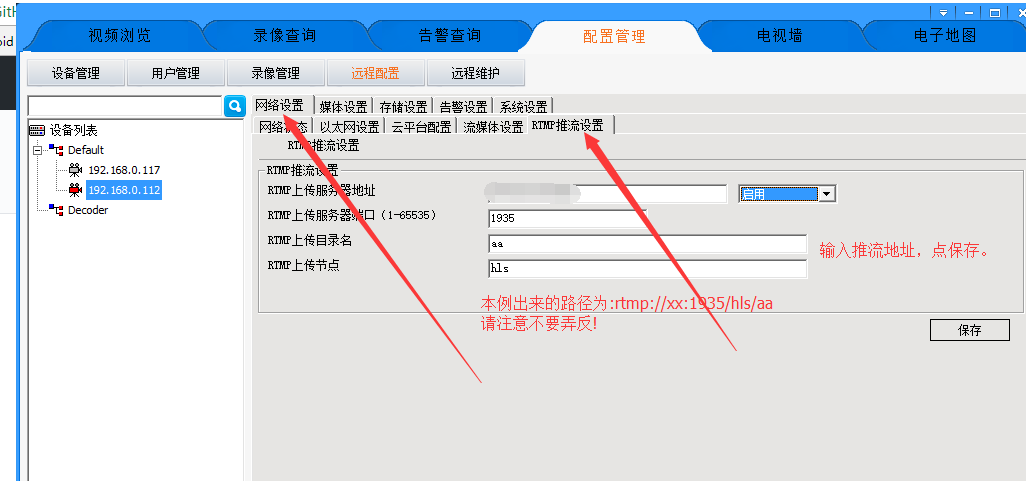 Gith
oid
视频浏览 录像查询 告警查询 配置管理 电视墙 电子地图
设备管理 用户管理 录像管理 远程配置 远程维护
网络设置 媒体设置 存储设置 告警设置 系统设置
网络状态 以太网设置 云平台配置 流媒体设置 RTMP推流设置
设备列表
Default
192.168.0.117
192.168.0.112
Decoder
RTMP推流设置
RTMP推流设置
RTMP上传服务器地址 启用
RTMP上传服务器端口（1-65535） 1935
RTMP上传目录名 aa
RTMP上传节点 hls
输入推流地址，点保存。
本例出来的路径为:rtmp://xx:1935/hls/aa
请注意不要弄反!
保存